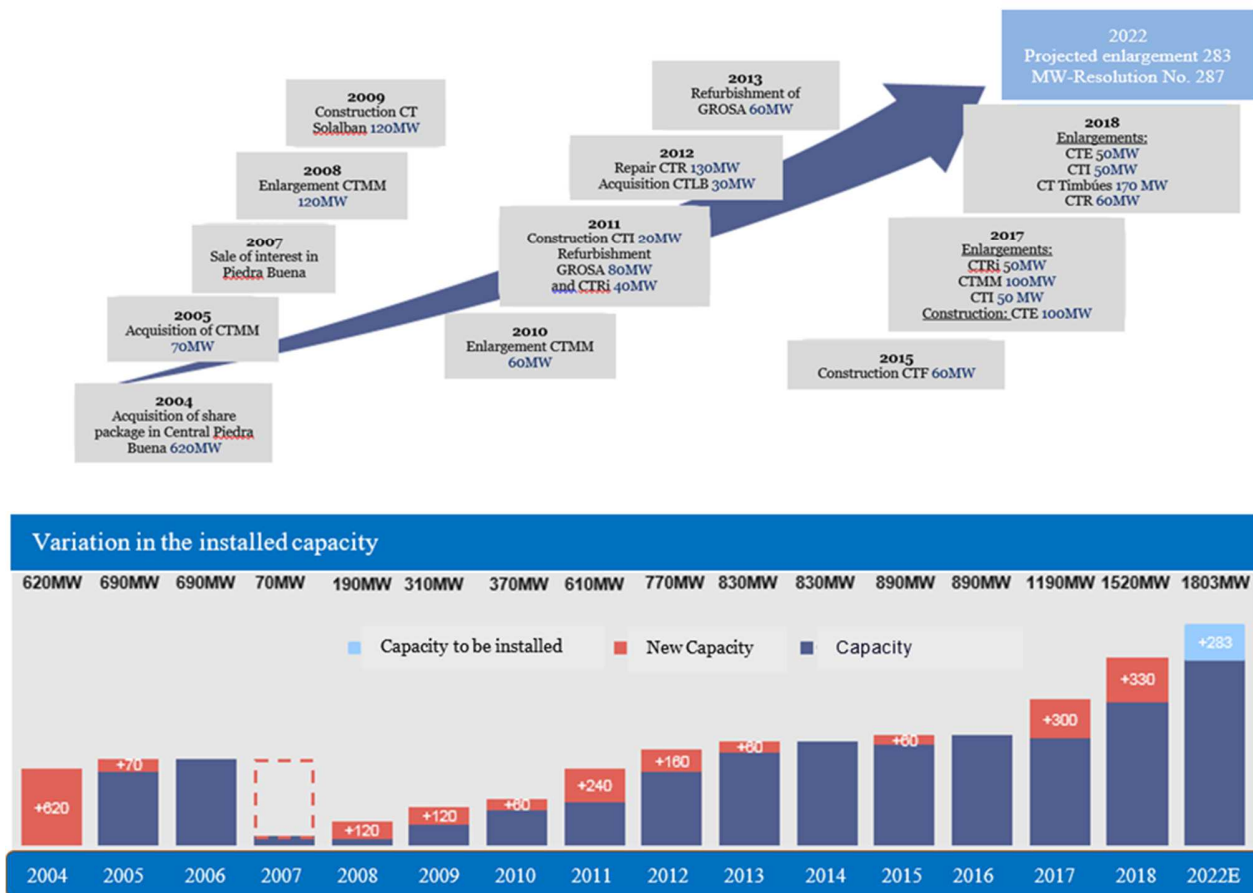 2022
Projected enlargement 283
MW-Resolution No. 287
2013
Refurbishment of
GROSA 60MW
2009
Construction CT
Solalban 120MW
2018
Enlargements:
CTE 50MW
CTI 50MW
CT Timbúes 170 MW
CTR 60MW
2012
Repair CTR 130MW
Acquisition CTLB 30MW
2008
Enlargement CTMM
120MW
2011
Construction CTI 20MW
Refurbishment
GROSA 80MW
and CTRi 40MW
2007
Sale of interest in
Piedra Buena
2017
Enlargements:
CTRi 50MW
CTMM 100MW
CTI 50 MW
Construction: CTE 100MW
2005
Acquisition of CTMM
70MW
2010
Enlargement CTMM
60MW
2015
Construction CTF 60MW
2004
Acquisition of share
package in Central Piedra
Buena 620MW
Variation in the installed capacity
620MW 690MW 690MW 70MW 190MW 310MW 370MW 610MW 770MW 830MW 830MW 890MW 890MW 1190MW 1520MW 1803MW
Capacity to be installed New Capacity Capacity
+620 +70 +120 +120 +60 +240 +160 +60 +60 +300 +330 +283
2004 2005 2006 2007 2008 2009 2010 2011 2012 2013 2014 2015 2016 2017 2018 2022E